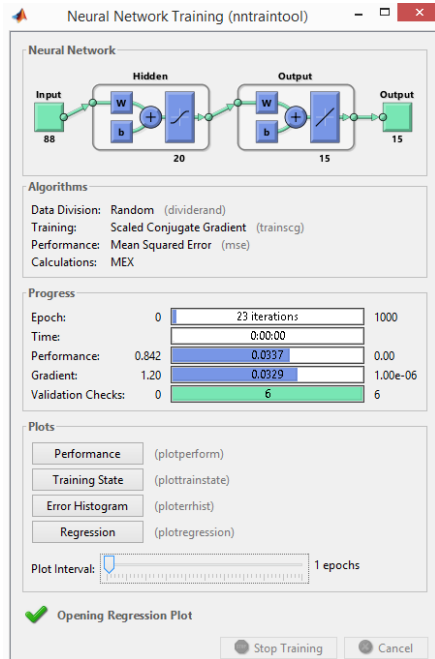 Neural Network Training (nntraintool)
Neural Network
Hidden Output
Input Output
W W
+ +
b b
88 20 15 15
Algorithms
Data Division: Random (dividerand)
Training: Scaled Conjugate Gradient (trainscg)
Performance: Mean Squared Error (mse)
Calculations: MEX
Progress
Epoch: 0 23 iterations 1000
Time: 0:00:00
Performance: 0.842 0.0337 0.00
Gradient: 1.20 0.0329 1.00e-06
Validation Checks: 0 6 6
Plots
Performance (plotperform)
Training State (plottrainstate)
Error Histogram (ploterrhist)
Regression (plotregression)
Plot Interval: 1 epochs
Opening Regression Plot
Stop Training Cancel